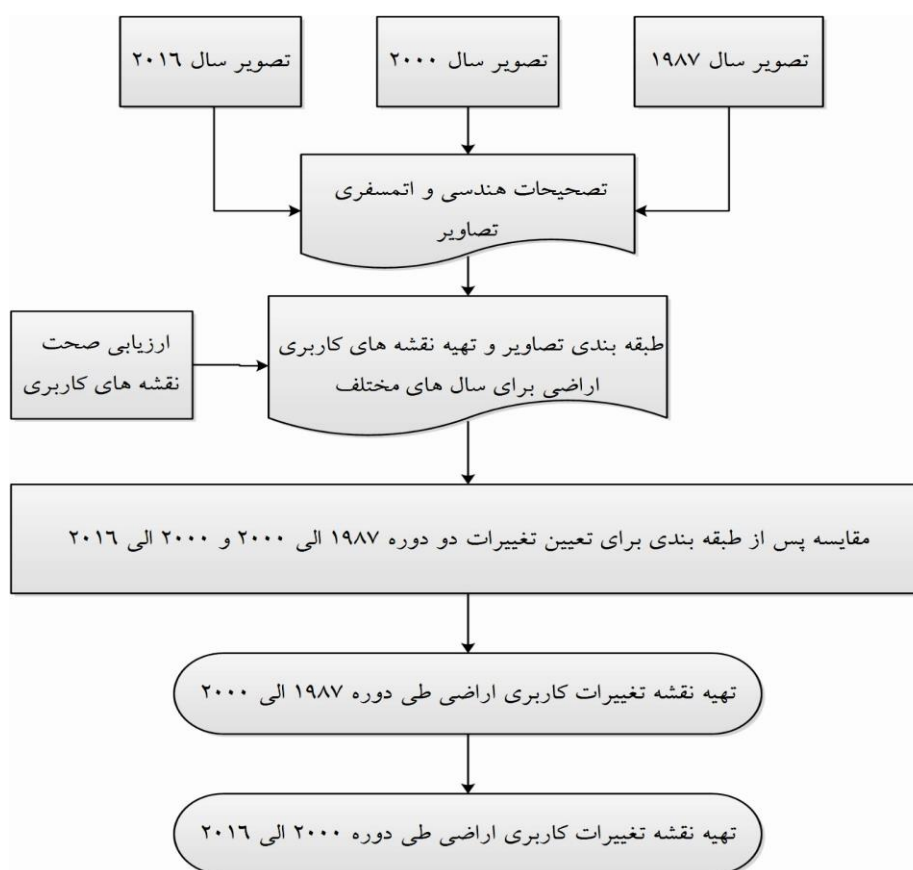 تصویر سال ۱۹۸۷
تصویر سال ۲۰۰۰
تصویر سال ۲۰۱۶
تصحیحات هندسی و اتمسفری
تصاویر
طبقه بندی تصاویر و تهیه نقشه های کاربری
اراضی برای سال های مختلف
ارزیابی صحت
نقشه های کاربری
مقایسه پس از طبقه بندی برای تعیین تغییرات دو دوره ۱۹۸۷ الی ۲۰۰۰ و ۲۰۰۰ الی ۲۰۱۶
تهیه نقشه تغییرات کاربری اراضی طی دوره ۱۹۸۷ الی ۲۰۰۰
تهیه نقشه تغییرات کاربری اراضی طی دوره ۲۰۰۰ الی ۲۰۱۶